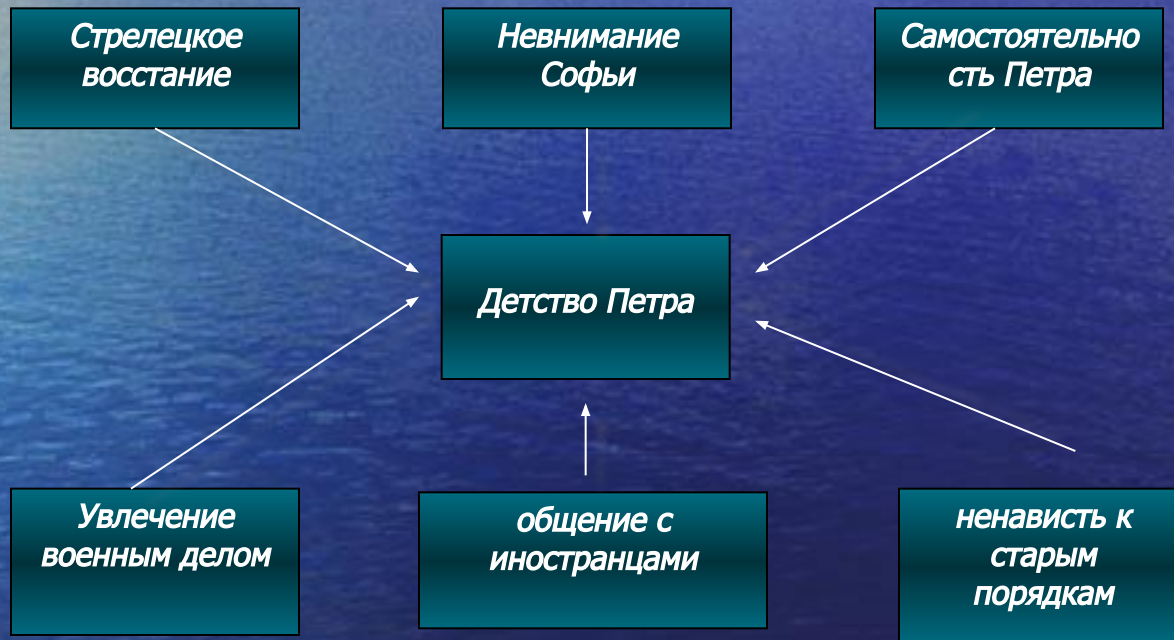 Стрелецкое
восстание
Невнимание
Софьи
Самостоятельно
сть Петра
Детство Петра
Увлечение
военным делом
общение с
иностранцами
ненависть к
старым
порядкам